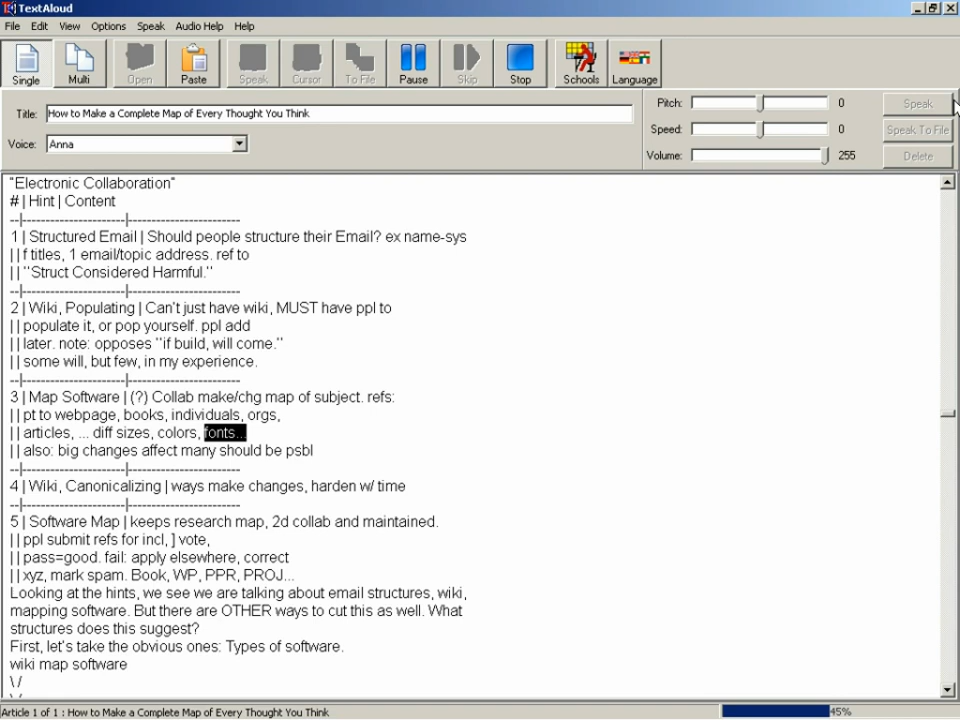 TextAloud
File Edit View Options Speak Audio Help Help
Single Multi Open Paste Speak Cursor To File Pause Skip Stop Schools Language
Title: How to Make a Complete Map of Every Thought You Think
Voice: Anna
Pitch: 0 Speak
Speed: 0 Speak To File
Volume: 255 Delete
"Electronic Collaboration"
# | Hint | Content
--|-----------------------|------------------------
1 | Structured Email | Should people structure their Email? ex name-sys
| | f titles, 1 email/topic address. ref to
| | "Struct Considered Harmful."
--|-----------------------|------------------------
2 | Wiki, Populating | Can't just have wiki, MUST have ppl to
| | populate it, or pop yourself. ppl add
| | later. note: opposes "if build, will come."
| | some will, but few, in my experience.
--|-----------------------|------------------------
3 | Map Software | (?) Collab make/chg map of subject. refs:
| | pt to webpage, books, individuals, orgs,
| | articles, ... diff sizes, colors, fonts...
| | also: big changes affect many should be psbl
--|-----------------------|------------------------
4 | Wiki, Canonicalizing | ways make changes, harden w/ time
--|-----------------------|------------------------
5 | Software Map | keeps research map, 2d collab and maintained.
| | ppl submit refs for incl, ] vote,
| | pass=good. fail: apply elsewhere, correct
| | xyz, mark spam. Book, WP, PPR, PROJ...
Looking at the hints, we see we are talking about email structures, wiki,
mapping software. But there are OTHER ways to cut this as well. What
structures does this suggest?
First, let's take the obvious ones: Types of software.
wiki map software
\ /
Article 1 of 1 : How to Make a Complete Map of Every Thought You Think 45%